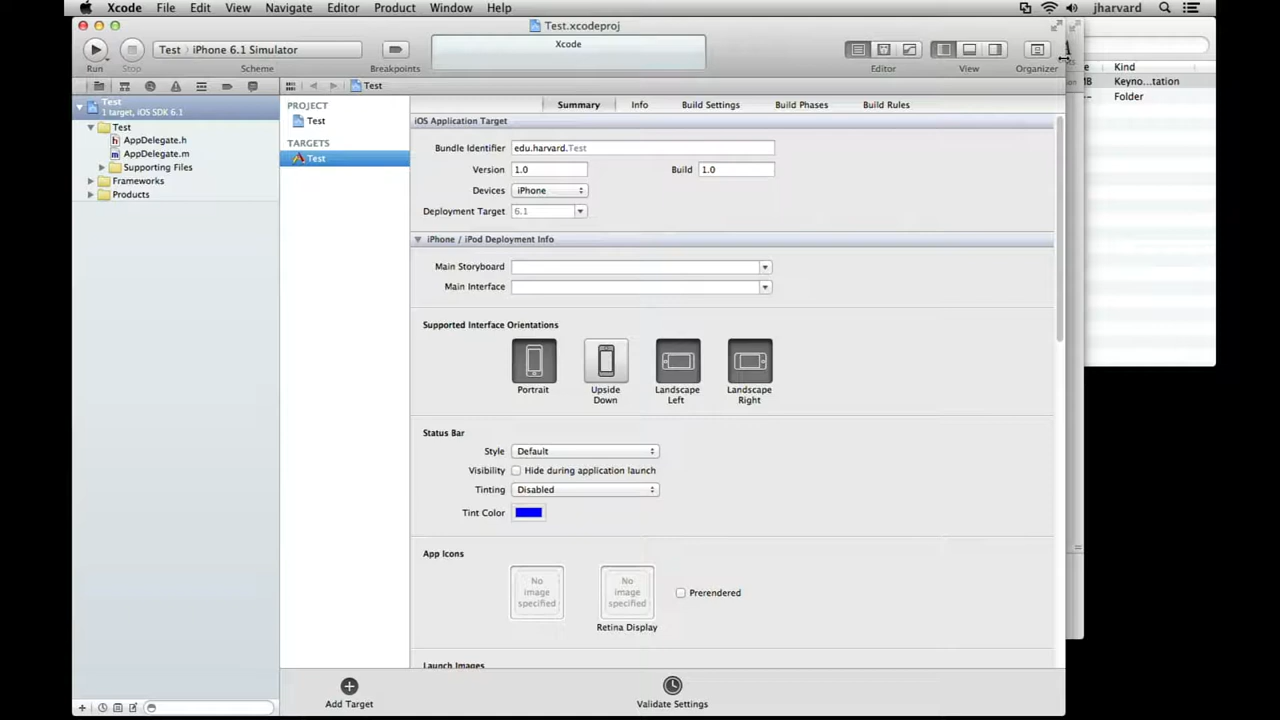 Xcode File Edit View Navigate Editor Product Window Help jharvard
Test.xcodeproj
Test iPhone 6.1 Simulator
Xcode
Run Stop Scheme Breakpoints Editor View Organizer
Kind
Keyno...tation
Folder
Test
Test
1 target, iOS SDK 6.1
Test
AppDelegate.h
AppDelegate.m
Supporting Files
Frameworks
Products
PROJECT
Test
TARGETS
Test
Summary Info Build Settings Build Phases Build Rules
iOS Application Target
Bundle Identifier edu.harvard.Test
Version 1.0 Build 1.0
Devices iPhone
Deployment Target 6.1
iPhone / iPod Deployment Info
Main Storyboard
Main Interface
Supported Interface Orientations
Portrait
Upside Down
Landscape Left
Landscape Right
Status Bar
Style Default
Visibility Hide during application launch
Tinting Disabled
Tint Color
App Icons
No image specified
No image specified
Prerendered
Retina Display
Launch Images
Add Target Validate Settings